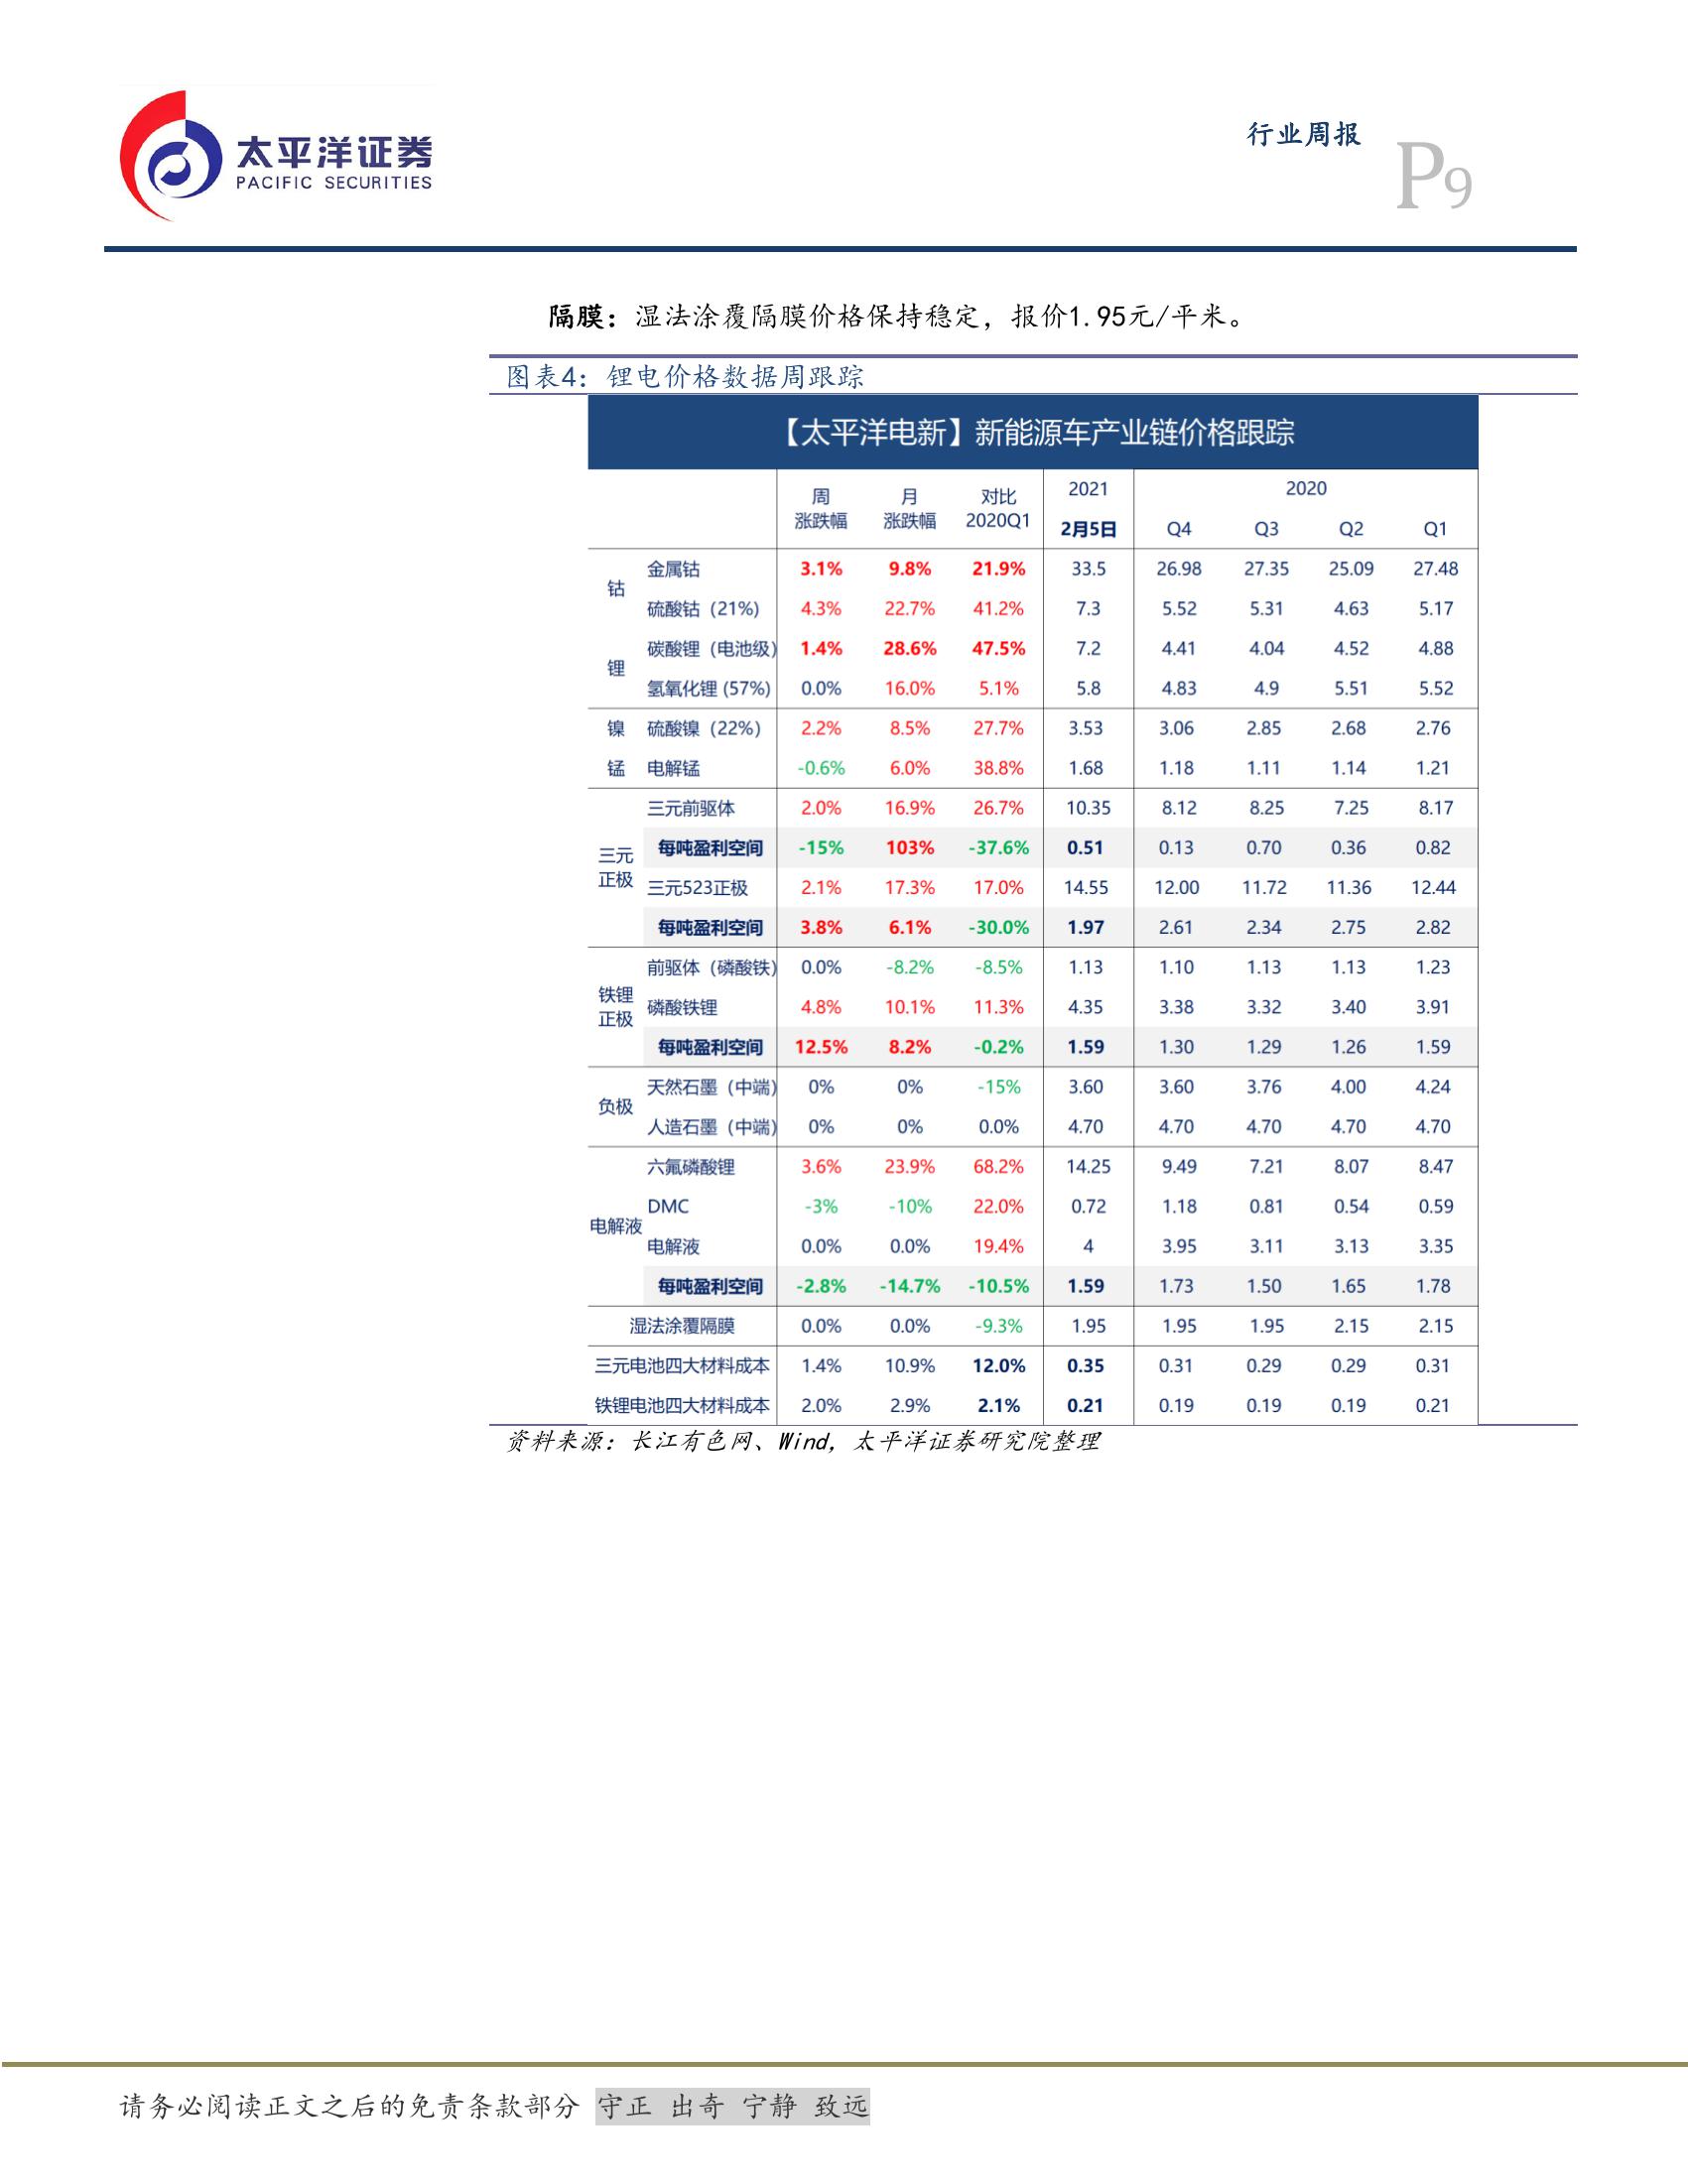 太平洋证券
PACIFIC SECURITIES
行业周报
P9
隔膜：湿法涂覆隔膜价格保持稳定，报价1.95元/平米。
图表4：锂电价格数据周跟踪
【太平洋电新】新能源车产业链价格跟踪
周涨跌幅 月涨跌幅 对比2020Q1 2021 2月5日 2020 Q4 Q3 Q2 Q1
钴 金属钴 3.1% 9.8% 21.9% 33.5 26.98 27.35 25.09 27.48
硫酸钴（21%） 4.3% 22.7% 41.2% 7.3 5.52 5.31 4.63 5.17
锂 碳酸锂（电池级） 1.4% 28.6% 47.5% 7.2 4.41 4.04 4.52 4.88
氢氧化锂 (57%) 0.0% 16.0% 5.1% 5.8 4.83 4.9 5.51 5.52
镍 硫酸镍（22%） 2.2% 8.5% 27.7% 3.53 3.06 2.85 2.68 2.76
锰 电解锰 -0.6% 6.0% 38.8% 1.68 1.18 1.11 1.14 1.21
三元正极 三元前驱体 2.0% 16.9% 26.7% 10.35 8.12 8.25 7.25 8.17
每吨盈利空间 -15% 103% -37.6% 0.51 0.13 0.70 0.36 0.82
三元523正极 2.1% 17.3% 17.0% 14.55 12.00 11.72 11.36 12.44
每吨盈利空间 3.8% 6.1% -30.0% 1.97 2.61 2.34 2.75 2.82
铁锂正极 前驱体（磷酸铁） 0.0% -8.2% -8.5% 1.13 1.10 1.13 1.13 1.23
磷酸铁锂 4.8% 10.1% 11.3% 4.35 3.38 3.32 3.40 3.91
每吨盈利空间 12.5% 8.2% -0.2% 1.59 1.30 1.29 1.26 1.59
负极 天然石墨（中端） 0% 0% -15% 3.60 3.60 3.76 4.00 4.24
人造石墨（中端） 0% 0% 0.0% 4.70 4.70 4.70 4.70 4.70
电解液 六氟磷酸锂 3.6% 23.9% 68.2% 14.25 9.49 7.21 8.07 8.47
DMC -3% -10% 22.0% 0.72 1.18 0.81 0.54 0.59
电解液 0.0% 0.0% 19.4% 4 3.95 3.11 3.13 3.35
每吨盈利空间 -2.8% -14.7% -10.5% 1.59 1.73 1.50 1.65 1.78
湿法涂覆隔膜 0.0% 0.0% -9.3% 1.95 1.95 1.95 2.15 2.15
三元电池四大材料成本 1.4% 10.9% 12.0% 0.35 0.31 0.29 0.29 0.31
铁锂电池四大材料成本 2.0% 2.9% 2.1% 0.21 0.19 0.19 0.19 0.21
资料来源：长江有色网、Wind，太平洋证券研究院整理
请务必阅读正文之后的免责条款部分 守正 出奇 宁静 致远